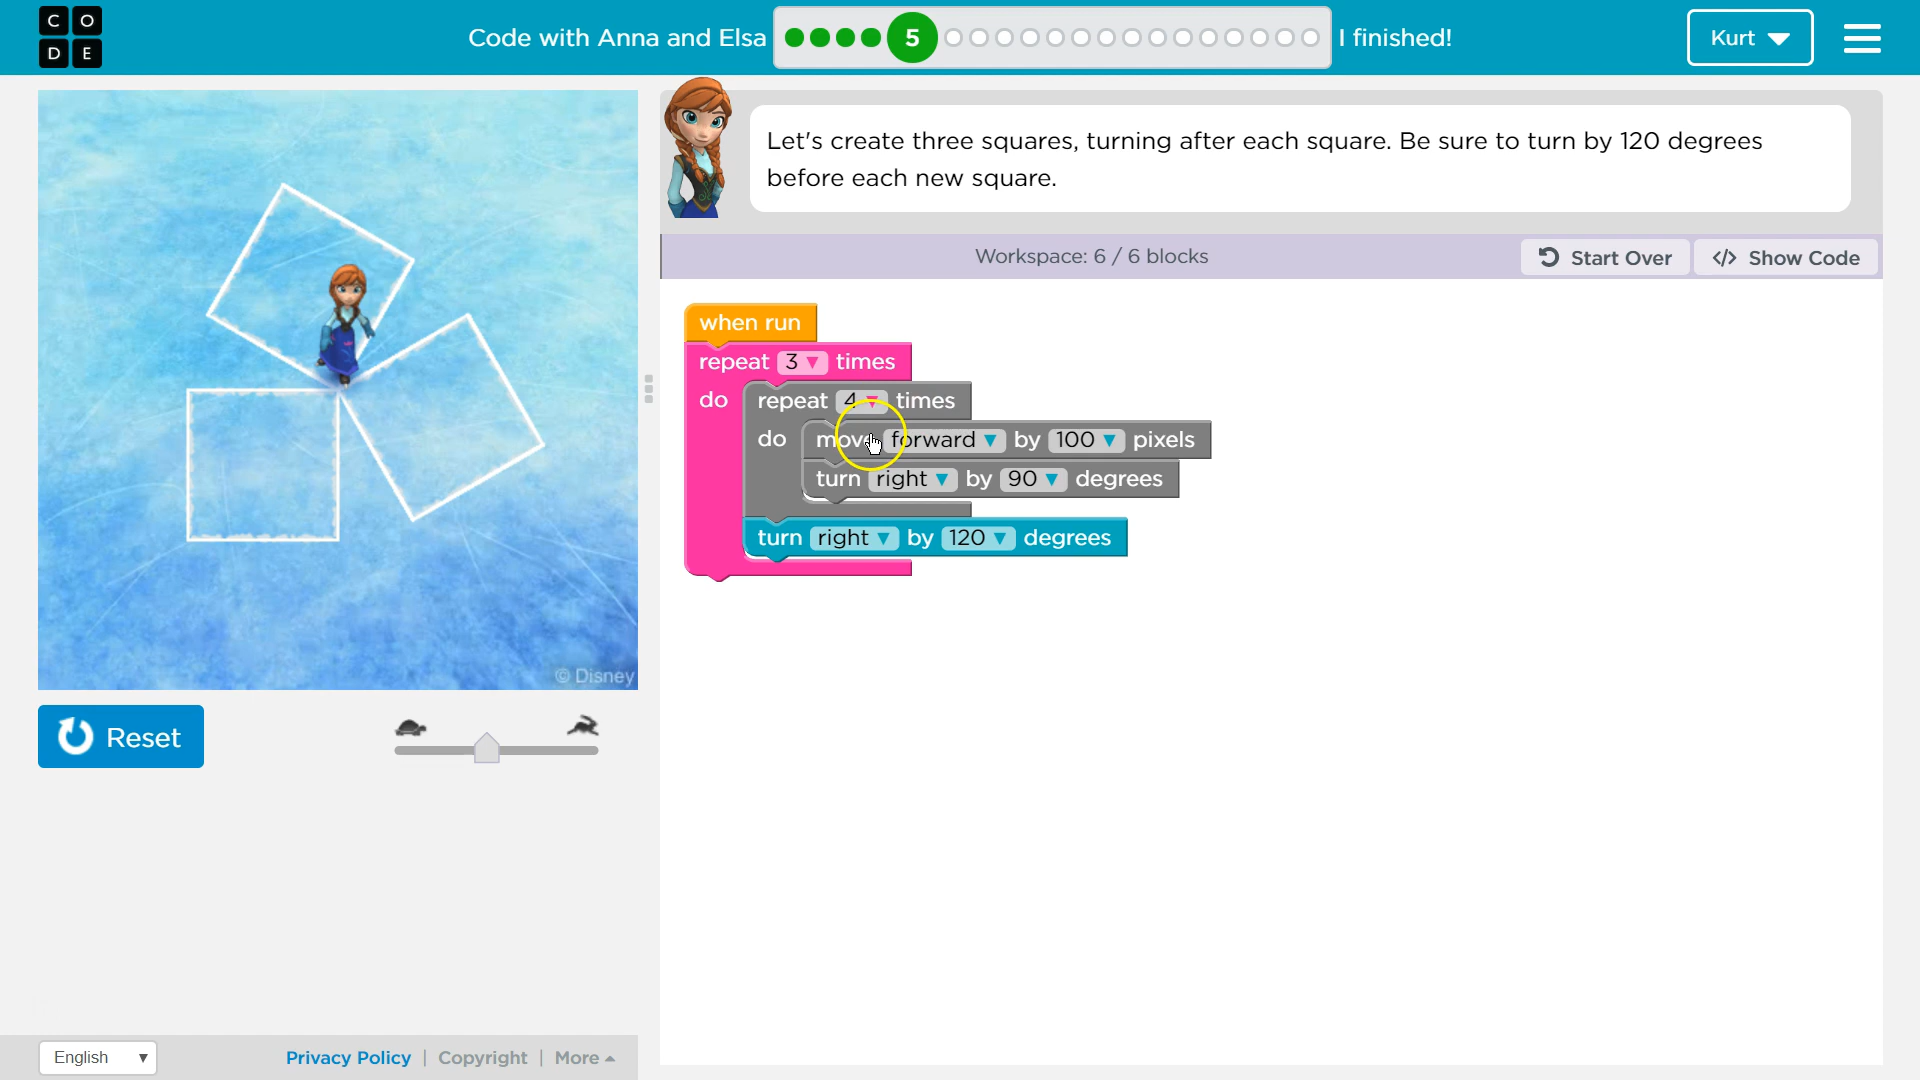 C O
D E
Code with Anna and Elsa
5
I finished!
Kurt
Let's create three squares, turning after each square. Be sure to turn by 120 degrees
before each new square.
Workspace: 6 / 6 blocks
Start Over
</> Show Code
when run
repeat 3 times
do
repeat 4 times
do
move forward by 100 pixels
turn right by 90 degrees
turn right by 120 degrees
© Disney
Reset
English
Privacy Policy | Copyright | More